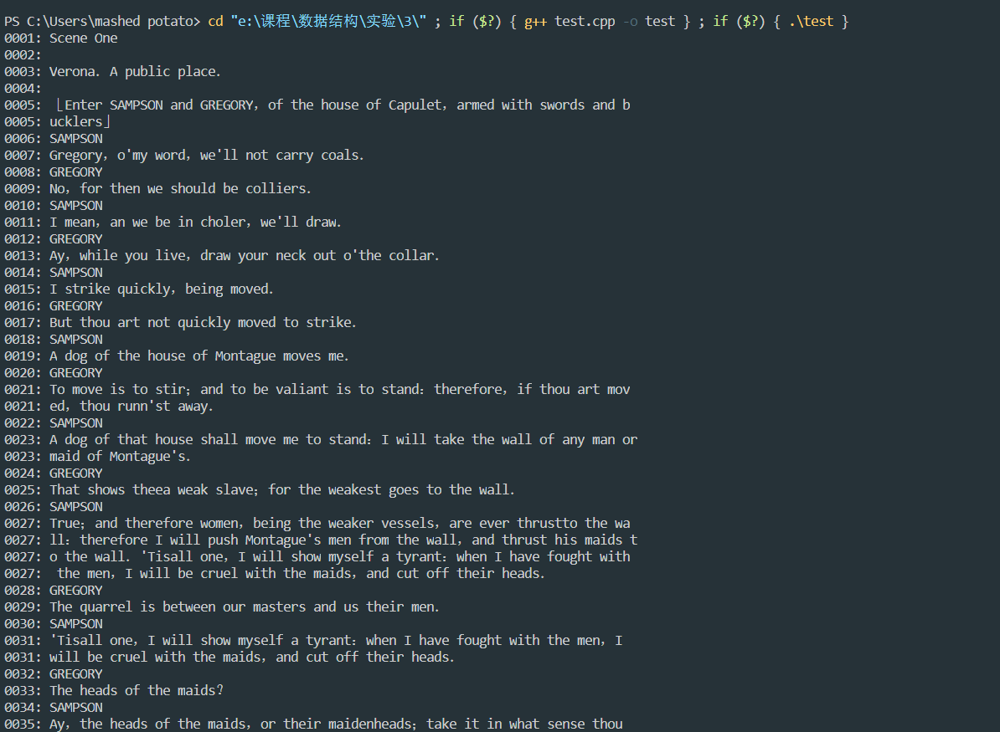 PS C:\Users\mashed potato> cd "e:\课程\数据结构\实验\3\" ; if ($?) { g++ test.cpp -o test } ; if ($?) { .\test }
0001: Scene One
0002:
0003: Verona. A public place.
0004:
0005:  ⌊Enter SAMPSON and GREGORY, of the house of Capulet, armed with swords and b
0005: ucklers⌋
0006: SAMPSON
0007: Gregory, o'my word, we'll not carry coals.
0008: GREGORY
0009: No, for then we should be colliers.
0010: SAMPSON
0011: I mean, an we be in choler, we'll draw.
0012: GREGORY
0013: Ay, while you live, draw your neck out o'the collar.
0014: SAMPSON
0015: I strike quickly, being moved.
0016: GREGORY
0017: But thou art not quickly moved to strike.
0018: SAMPSON
0019: A dog of the house of Montague moves me.
0020: GREGORY
0021: To move is to stir; and to be valiant is to stand: therefore, if thou art mov
0021: ed, thou runn'st away.
0022: SAMPSON
0023: A dog of that house shall move me to stand: I will take the wall of any man or
0023: maid of Montague's.
0024: GREGORY
0025: That shows theea weak slave; for the weakest goes to the wall.
0026: SAMPSON
0027: True; and therefore women, being the weaker vessels, are ever thrustto the wa
0027: ll: therefore I will push Montague's men from the wall, and thrust his maids t
0027: o the wall. 'Tisall one, I will show myself a tyrant: when I have fought with
0027:  the men, I will be cruel with the maids, and cut off their heads.
0028: GREGORY
0029: The quarrel is between our masters and us their men.
0030: SAMPSON
0031: 'Tisall one, I will show myself a tyrant: when I have fought with the men, I
0031: will be cruel with the maids, and cut off their heads.
0032: GREGORY
0033: The heads of the maids?
0034: SAMPSON
0035: Ay, the heads of the maids, or their maidenheads; take it in what sense thou